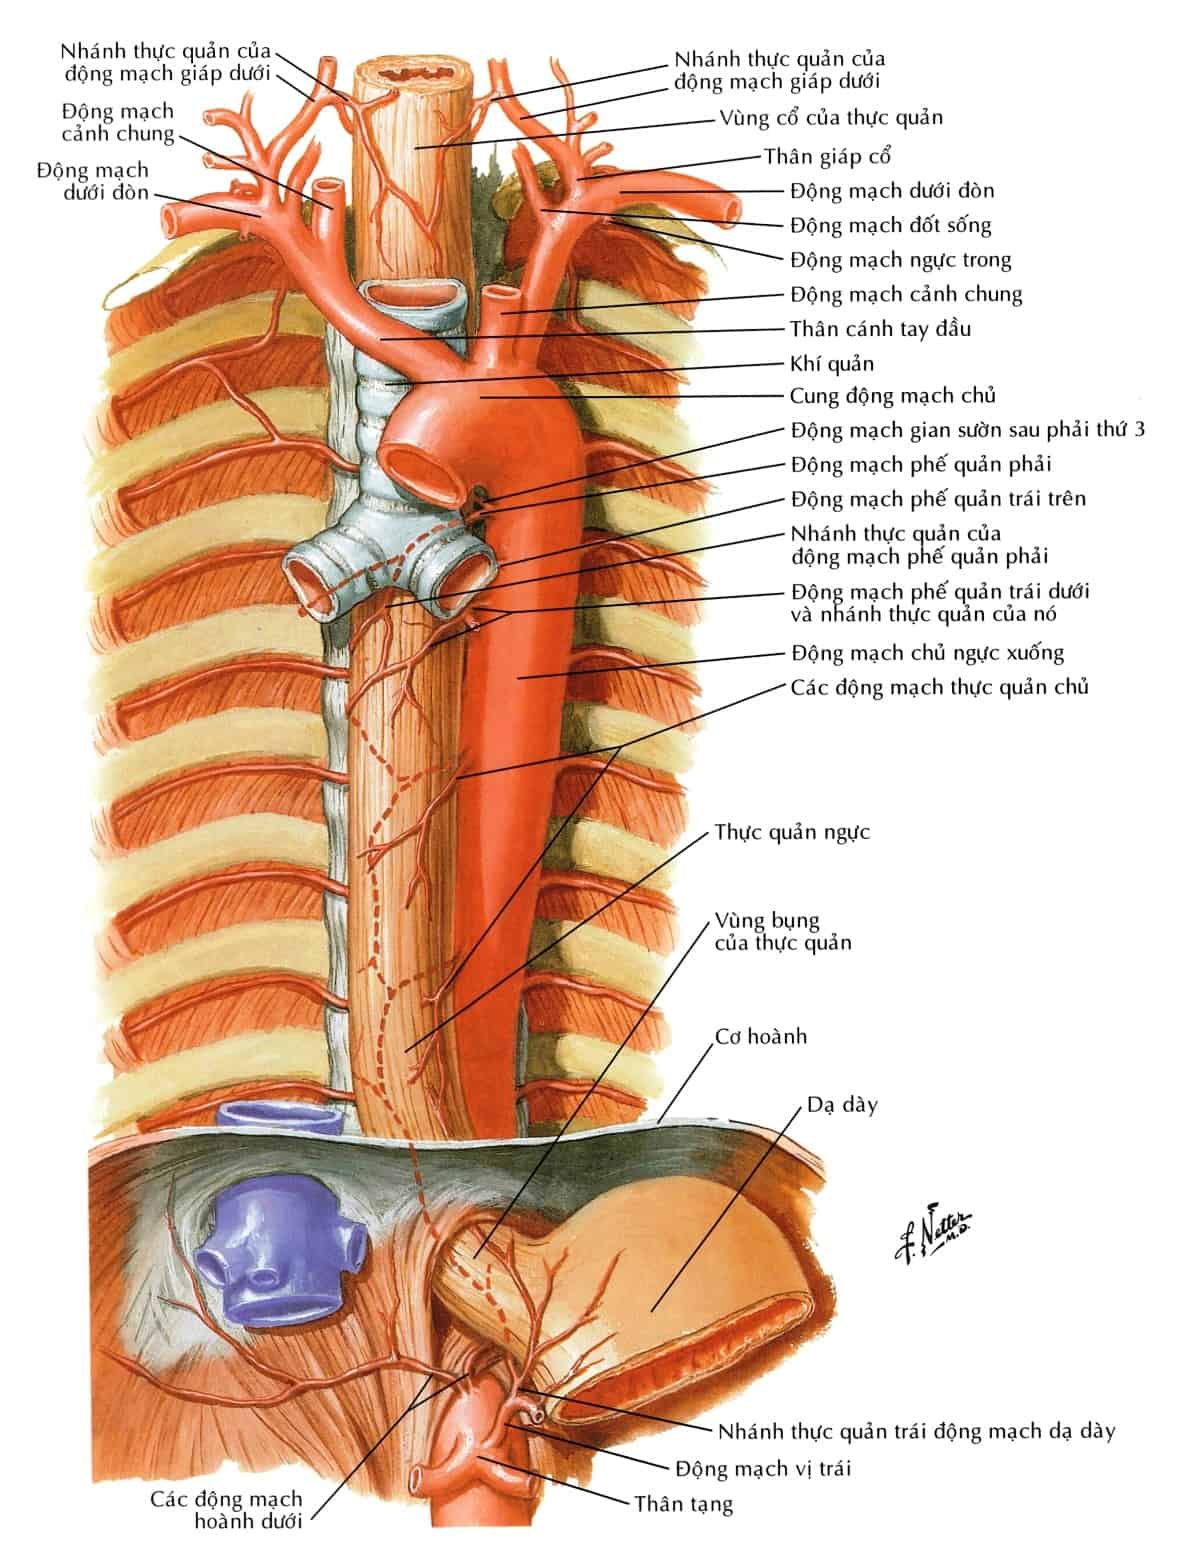 Nhánh thực quản của
động mạch giáp dưới
Động mạch
cảnh chung
Động mạch
dưới đòn
Nhánh thực quản của
động mạch giáp dưới
Vùng cổ của thực quản
Thân giáp cổ
Động mạch dưới đòn
Động mạch đốt sống
Động mạch ngực trong
Động mạch cảnh chung
Thân cánh tay đầu
Khí quản
Cung động mạch chủ
Động mạch gian sườn sau phải thứ 3
Động mạch phế quản phải
Động mạch phế quản trái trên
Nhánh thực quản của
động mạch phế quản phải
Động mạch phế quản trái dưới
và nhánh thực quản của nó
Động mạch chủ ngực xuống
Các động mạch thực quản chủ
Thực quản ngực
Vùng bụng
của thực quản
Cơ hoành
Dạ dày
F. Netter
M.D.
Nhánh thực quản trái động mạch dạ dày
Động mạch vị trái
Thân tạng
Các động mạch
hoành dưới